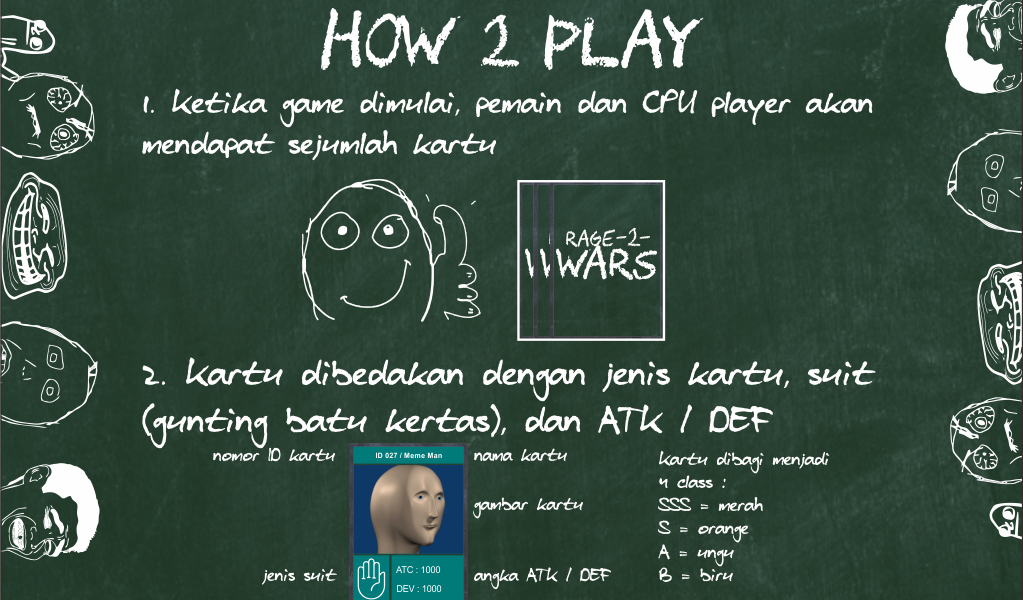 HOW 2 PLAY
1. Ketika game dimulai, pemain dan CPU player akan
mendapat sejumlah kartu
RAGE-2-
WARS
2. Kartu dibedakan dengan jenis kartu, suit
(gunting batu kertas), dan ATK / DEF
nomor ID kartu
ID 027 / Meme Man
nama kartu
gambar kartu
jenis suit
ATC : 1000
DEV : 1000
angka ATK / DEF
Kartu dibagi menjadi
4 class :
SSS = merah
S = orange
A = ungu
B = biru